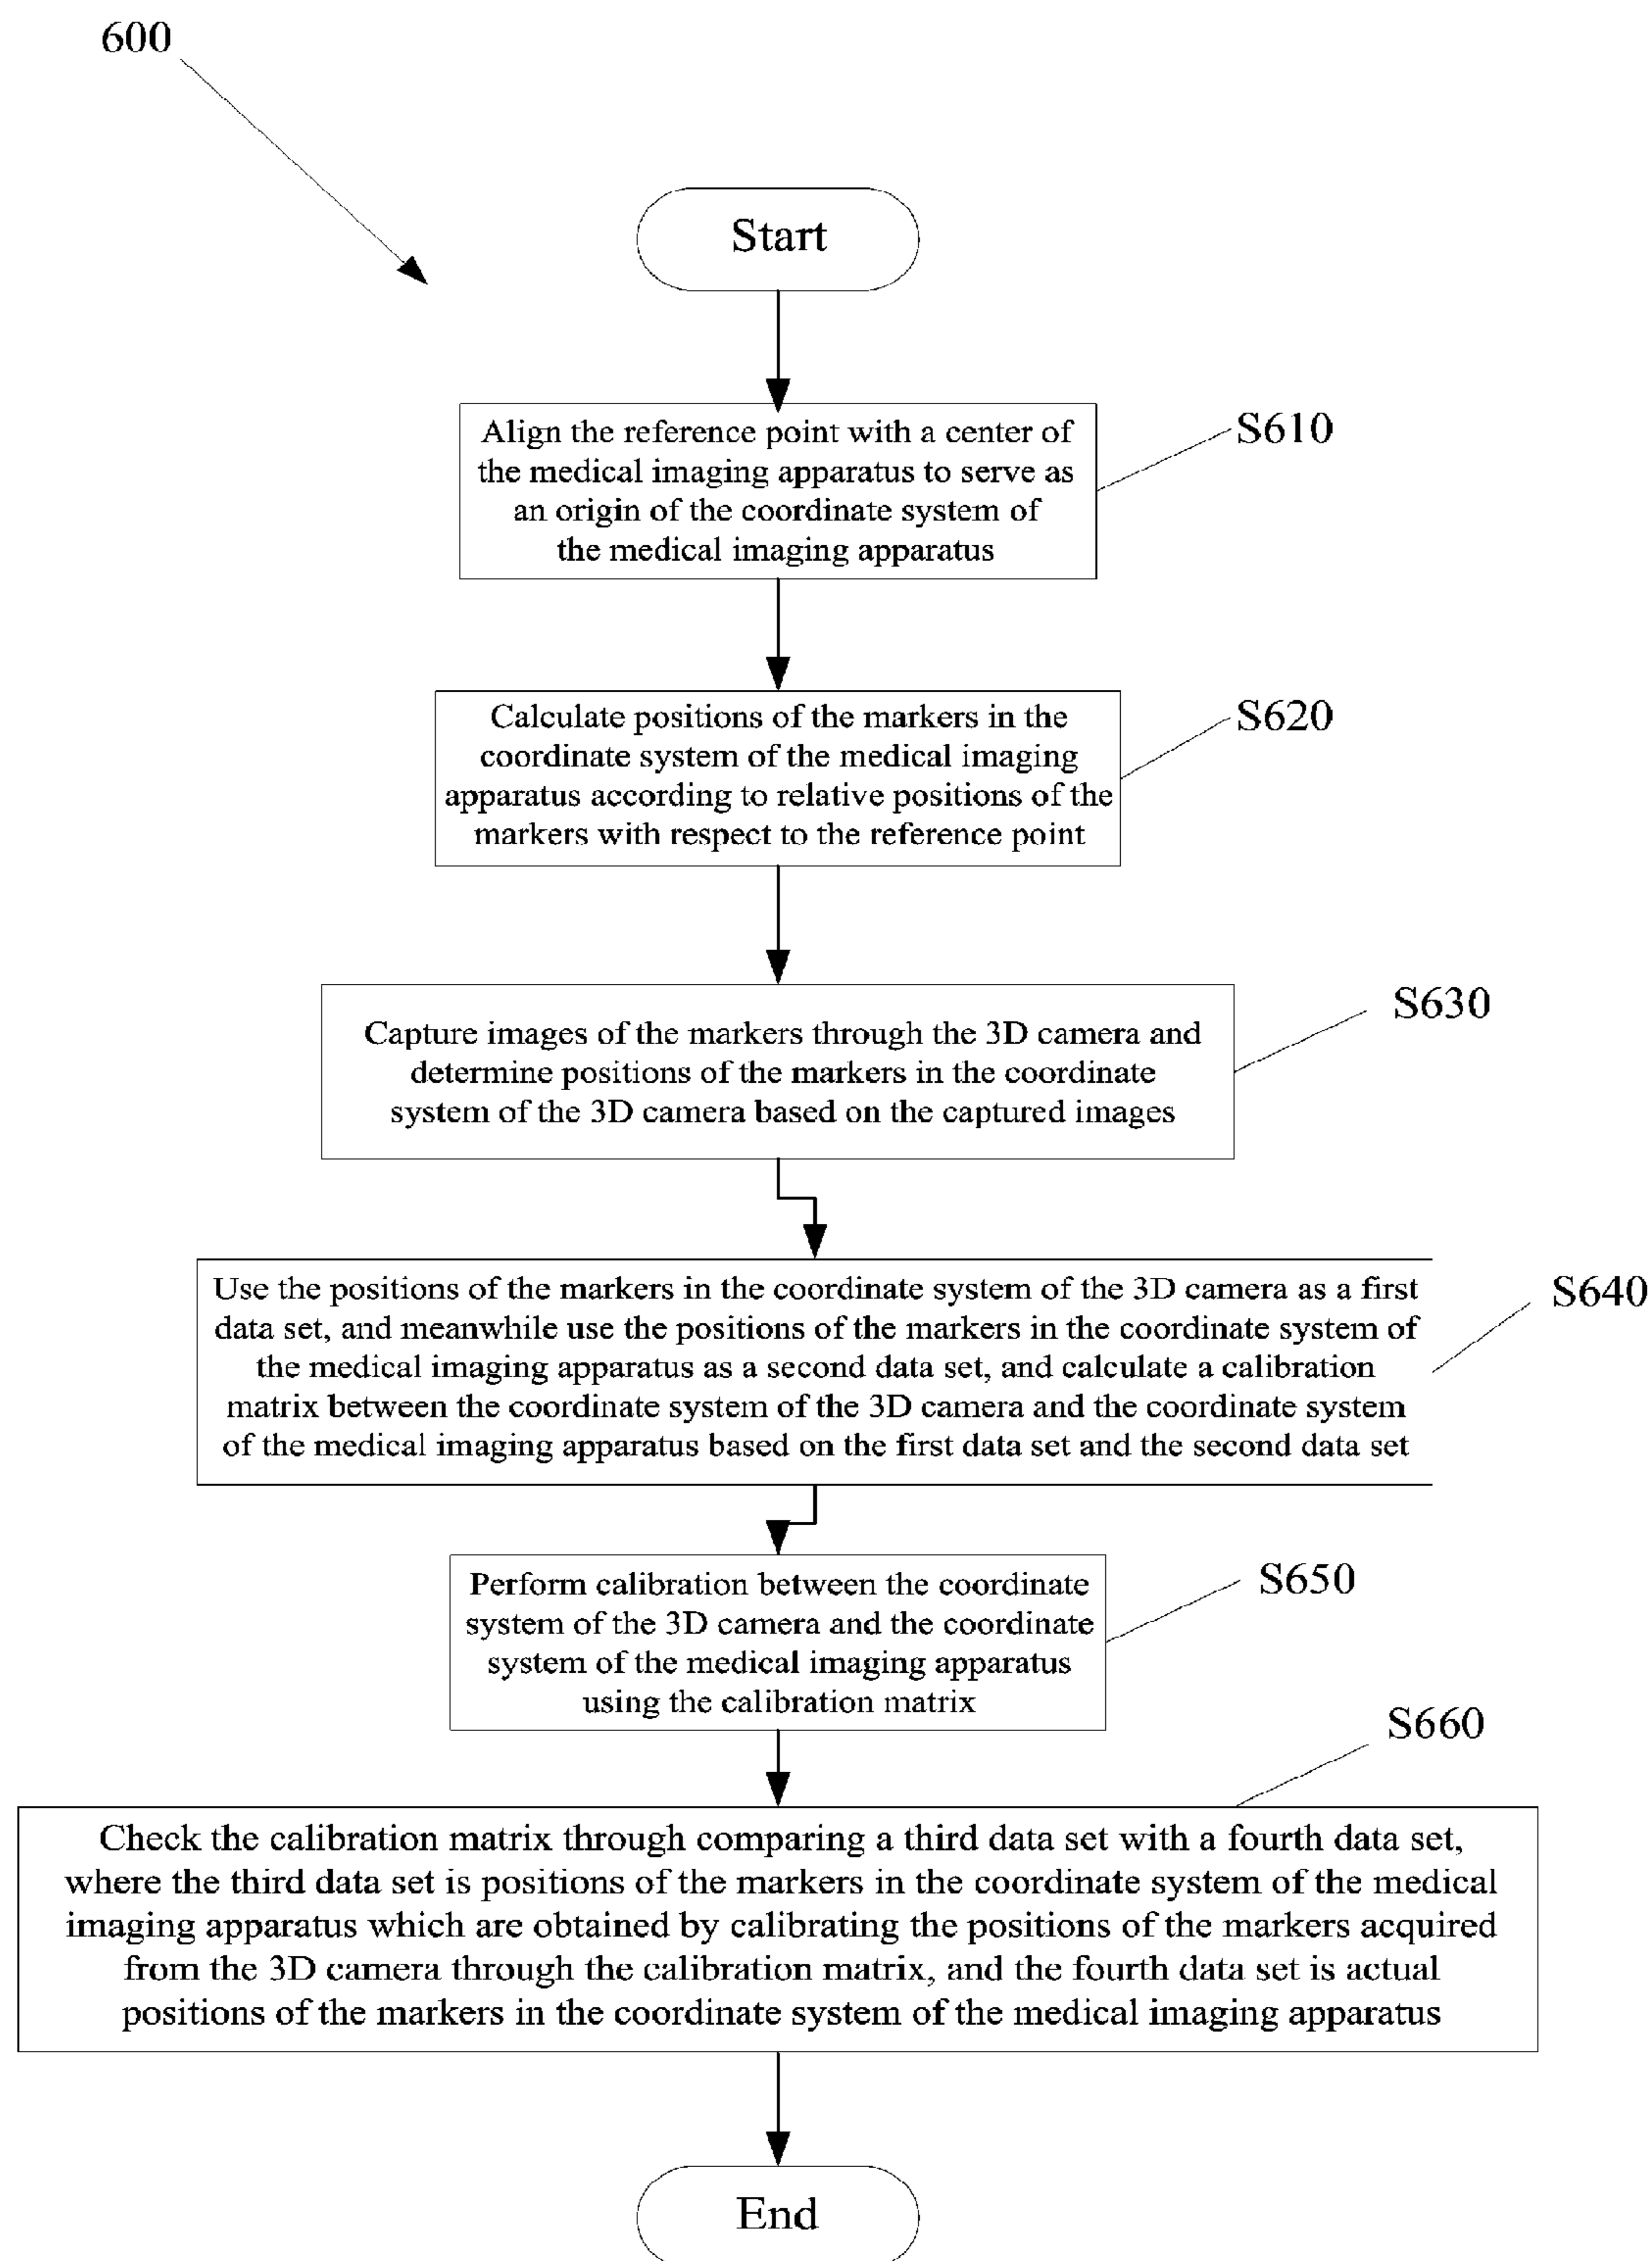 600
Start
Align the reference point with a center of
the medical imaging apparatus to serve as
an origin of the coordinate system of
the medical imaging apparatus
S610
Calculate positions of the markers in the
coordinate system of the medical imaging
apparatus according to relative positions of the
markers with respect to the reference point
S620
Capture images of the markers through the 3D camera and
determine positions of the markers in the coordinate
system of the 3D camera based on the captured images
S630
Use the positions of the markers in the coordinate system of the 3D camera as a first
data set, and meanwhile use the positions of the markers in the coordinate system of
the medical imaging apparatus as a second data set, and calculate a calibration
matrix between the coordinate system of the 3D camera and the coordinate system
of the medical imaging apparatus based on the first data set and the second data set
S640
Perform calibration between the coordinate
system of the 3D camera and the coordinate
system of the medical imaging apparatus
using the calibration matrix
S650
S660
Check the calibration matrix through comparing a third data set with a fourth data set,
where the third data set is positions of the markers in the coordinate system of the medical
imaging apparatus which are obtained by calibrating the positions of the markers acquired
from the 3D camera through the calibration matrix, and the fourth data set is actual
positions of the markers in the coordinate system of the medical imaging apparatus
End